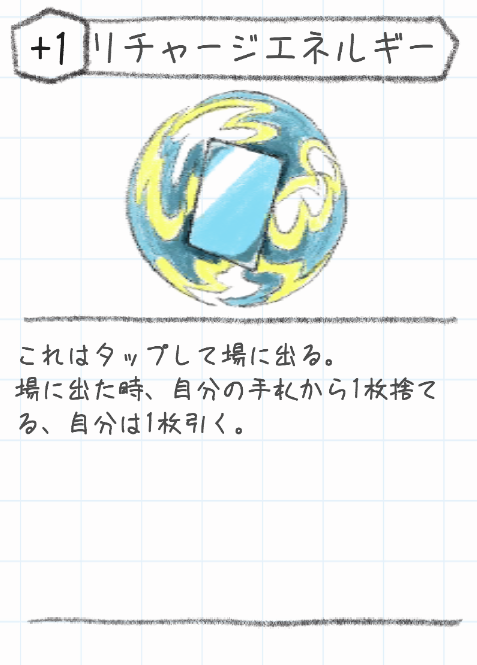 +1 リチャージエネルギー
これはタップして場に出る。
場に出た時、自分の手札から1枚捨て
る、自分は1枚引く。